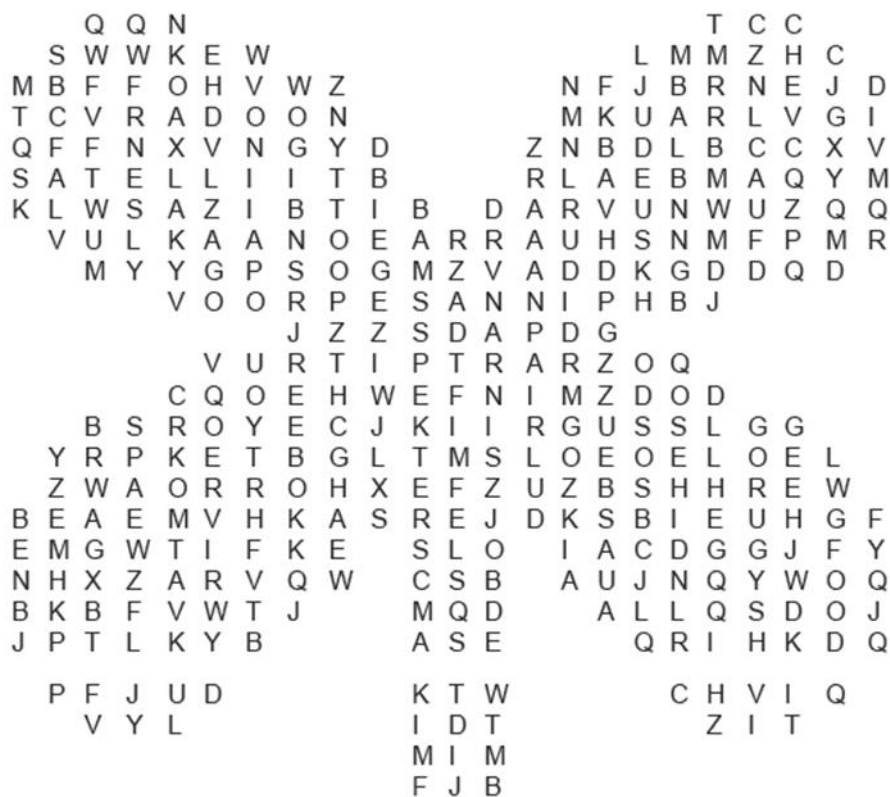 Q Q N T C C
S W W K E W L M M Z H C
M B F F O H V W Z N F J B R N E J D
T C V R A D O O N M K U A R L V G I
Q F F N X V N G Y D Z N B D L B C C X V
S A T E L L I I T B R L A E B M A Q Y M
K L W S A Z I B T I B D A R V U N W U Z Q Q
V U L K A A N O E A R R A U H S N M F P M R
M Y Y G P S O G M Z V A D D K G D D Q D
V O O R P E S A N N I P H B J
J Z Z S D A P D G
V U R T I P T R A R Z O Q
C Q O E H W E F N I M Z D O D
B S R O Y E C J K I I R G U S S L G G
Y R P K E T B G L T M S L O E O E L O E L
Z W A O R R O H X E F Z U Z B S H H R E W
B E A E M V H K A S R E J D K S B I E U H G F
E M G W T I F K E S L O I A C D G G J F Y
N H X Z A R V Q W C S B A U J N Q Y W O Q
B K B F V W T J M Q D A L L Q S D O J
J P T L K Y B A S E Q R I H K D Q
P F J U D K T W C H V I Q
V Y L I D T Z I T
M I M
F J B